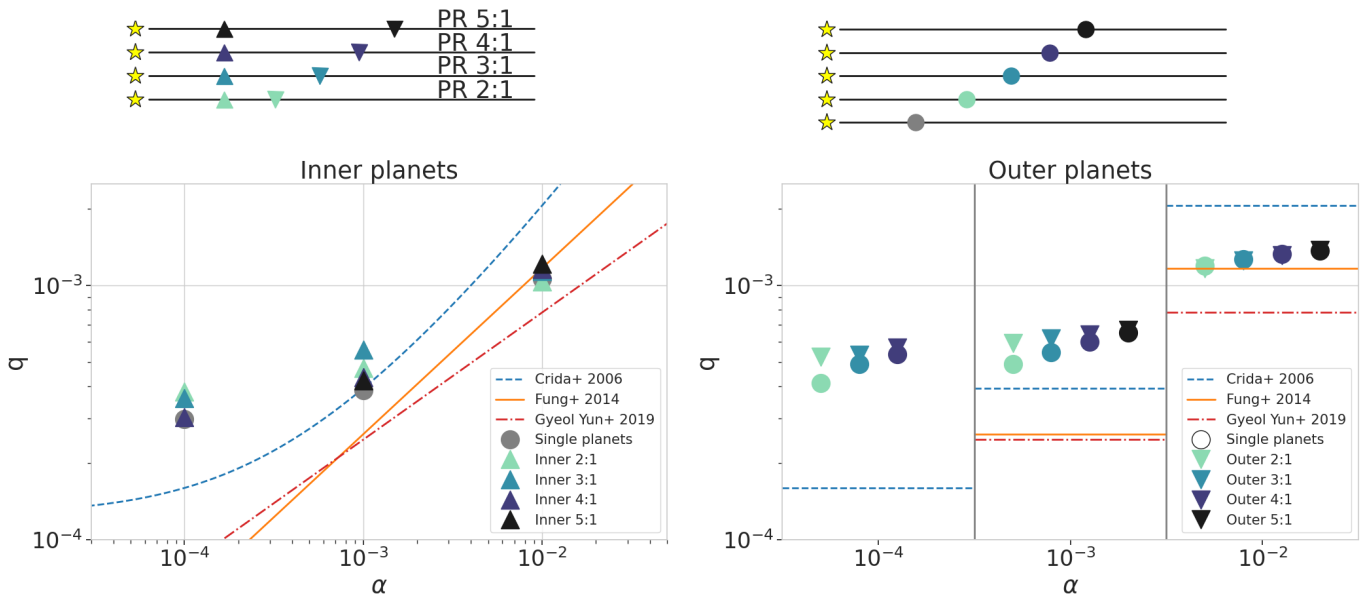 PR 5:1
PR 4:1
PR 3:1
PR 2:1
Inner planets
q
10⁻³
10⁻⁴
10⁻⁴
10⁻³
10⁻²
α
Crida+ 2006
Fung+ 2014
Gyeol Yun+ 2019
Single planets
Inner 2:1
Inner 3:1
Inner 4:1
Inner 5:1
Outer planets
q
10⁻³
10⁻⁴
10⁻⁴
10⁻³
10⁻²
α
Crida+ 2006
Fung+ 2014
Gyeol Yun+ 2019
Single planets
Outer 2:1
Outer 3:1
Outer 4:1
Outer 5:1